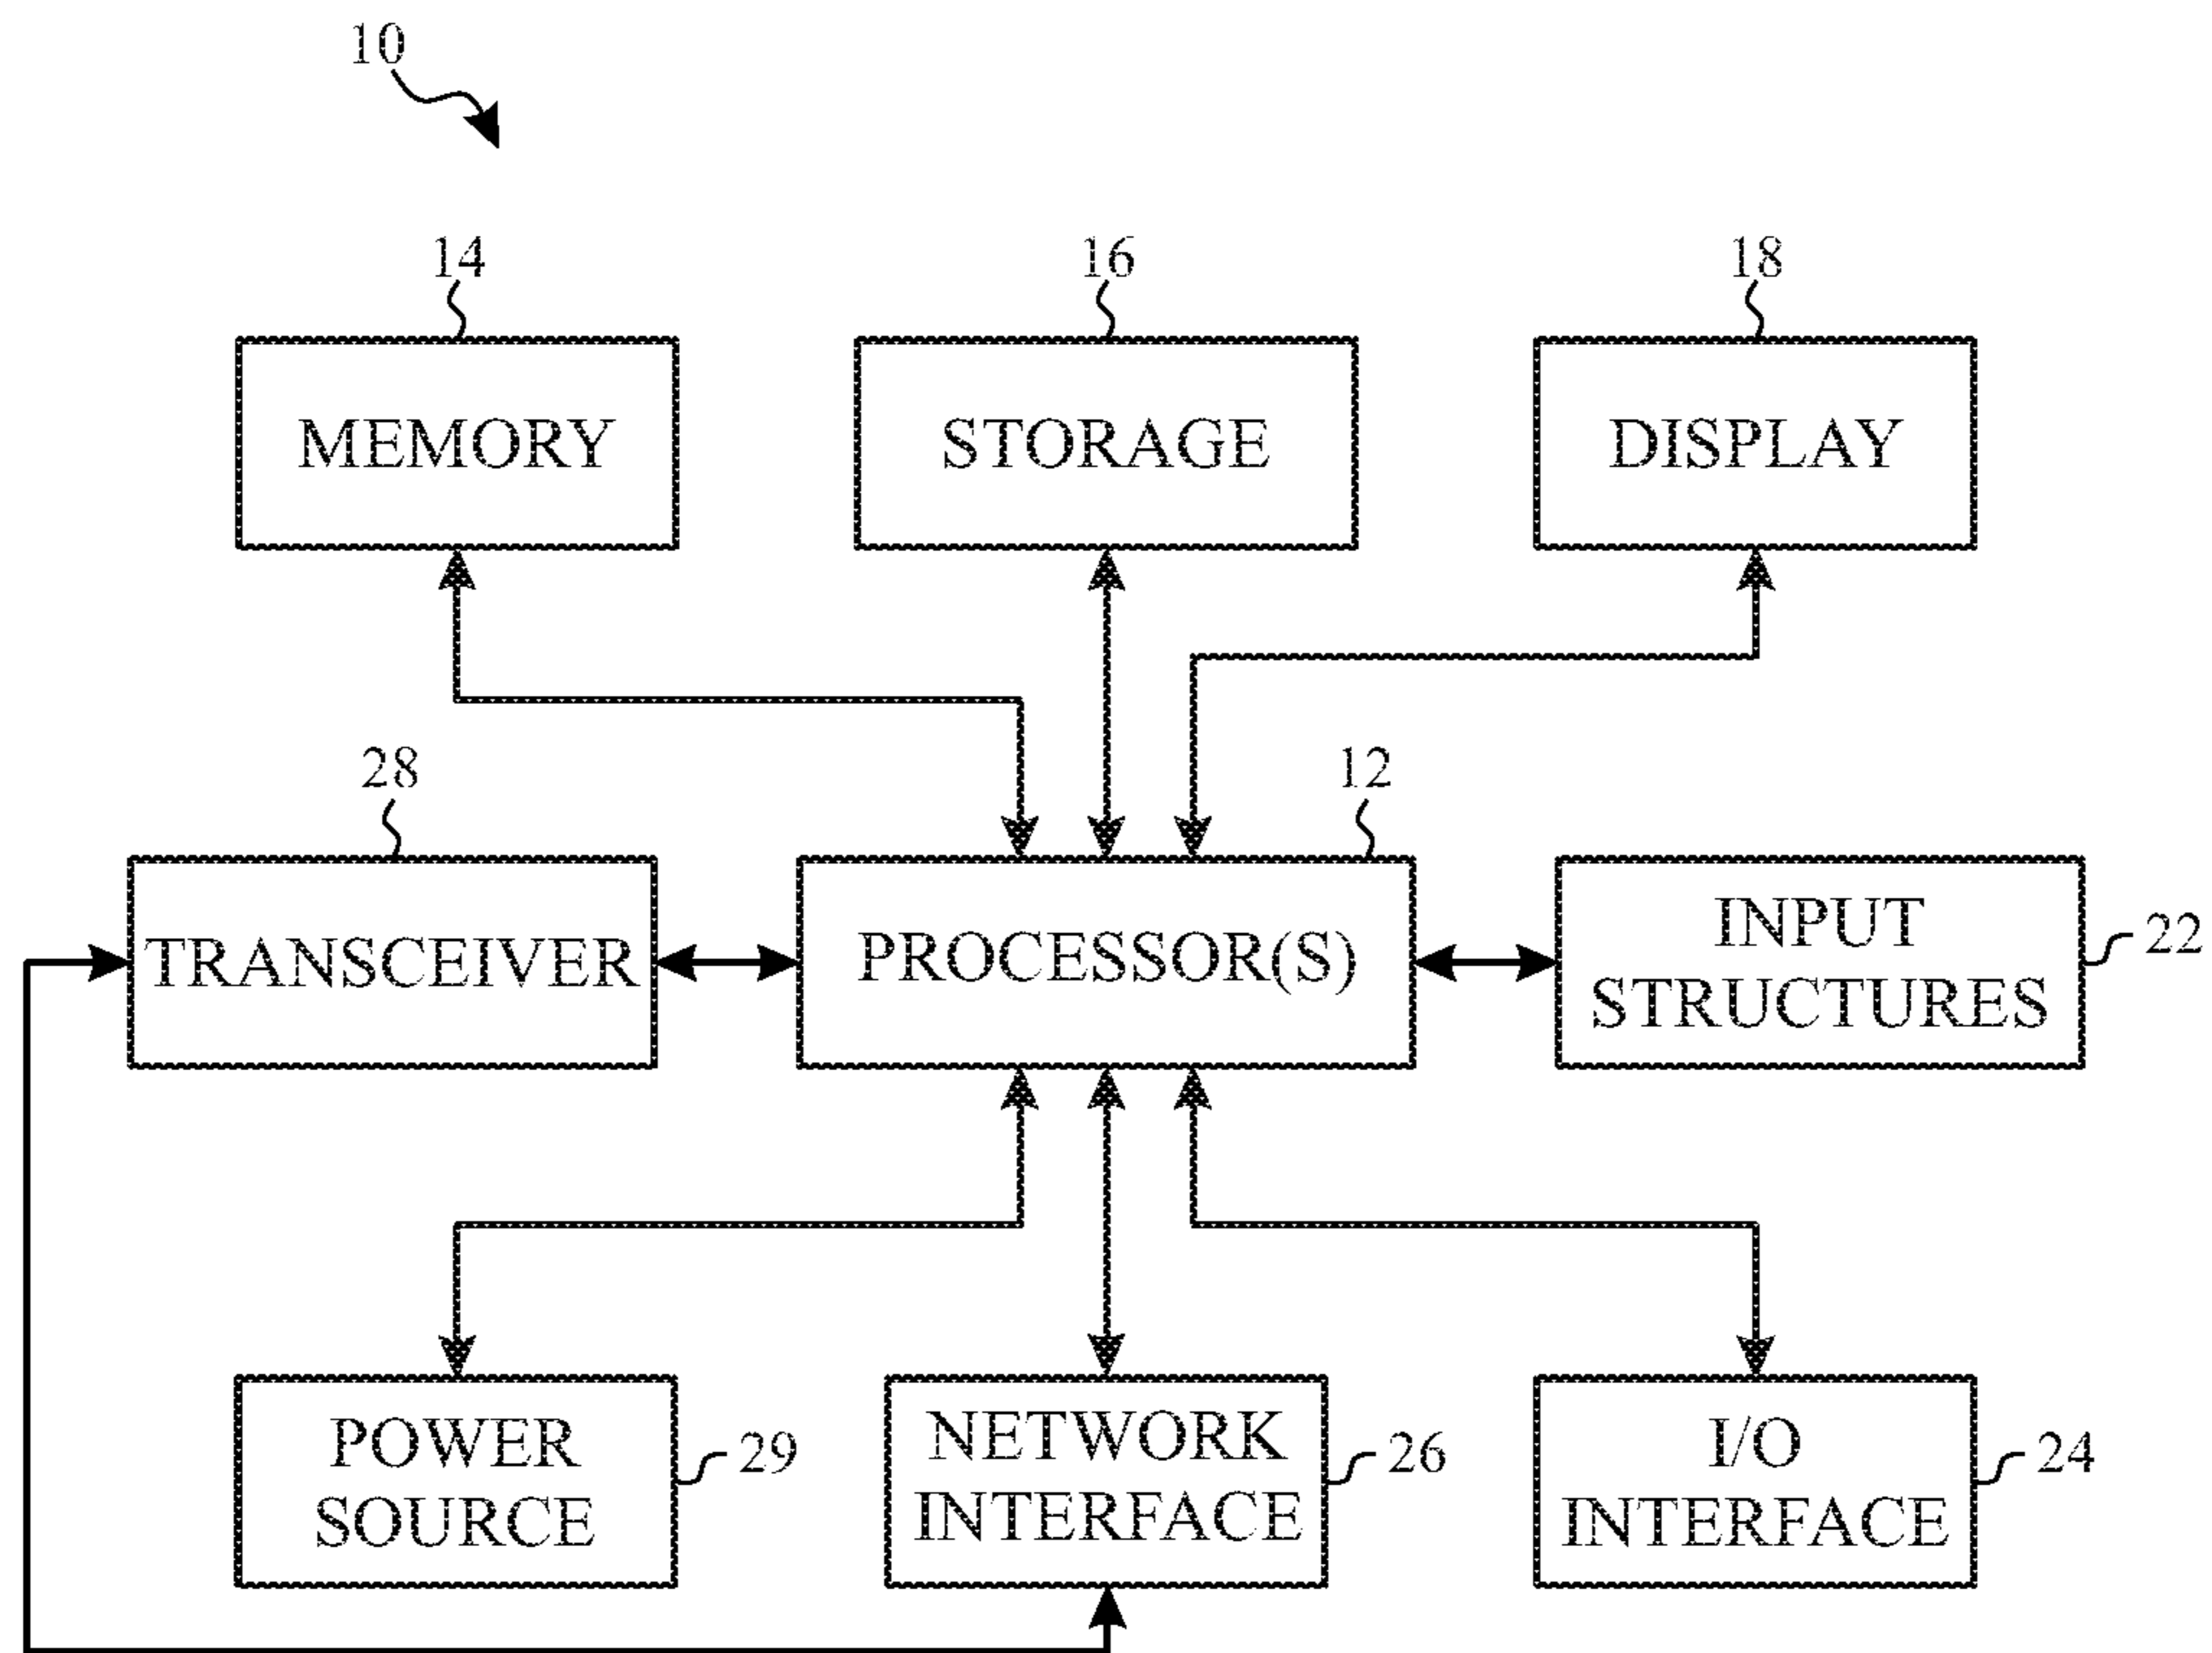 10
14
16
18
MEMORY
STORAGE
DISPLAY
28
12
TRANSCEIVER
PROCESSOR(S)
INPUT
STRUCTURES
22
POWER
SOURCE
29
NETWORK
INTERFACE
26
I/O
INTERFACE
24